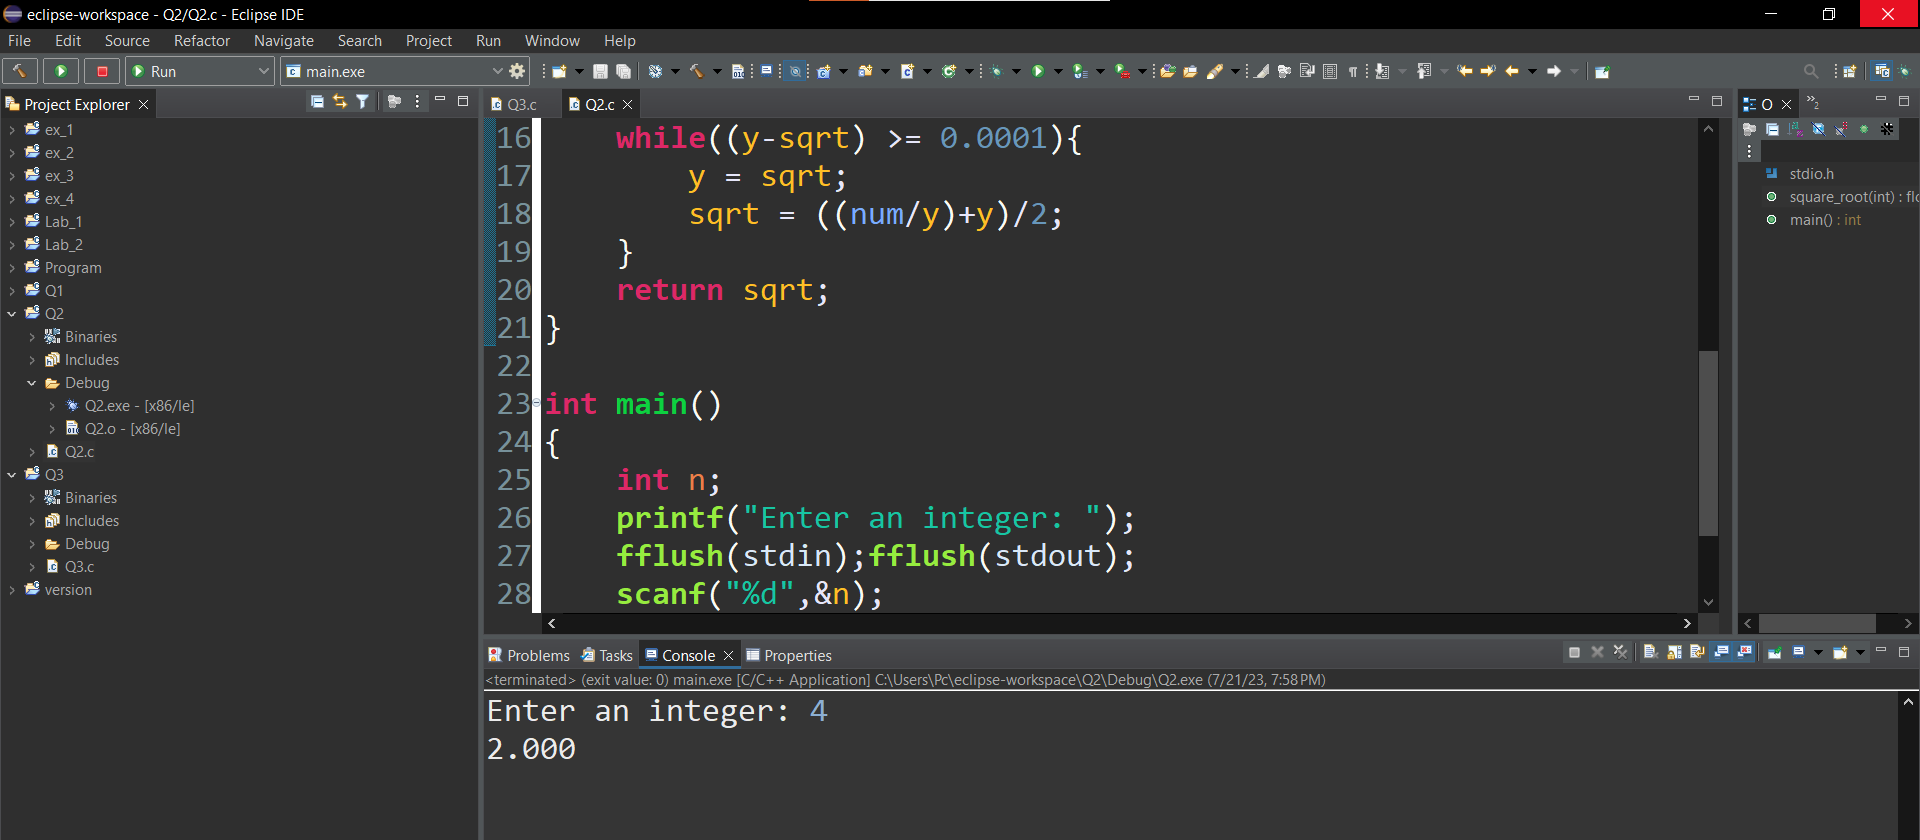 eclipse-workspace - Q2/Q2.c - Eclipse IDE
File Edit Source Refactor Navigate Search Project Run Window Help
Run
main.exe
Project Explorer
ex_1
ex_2
ex_3
ex_4
Lab_1
Lab_2
Program
Q1
Q2
Binaries
Includes
Debug
Q2.exe - [x86/le]
Q2.o - [x86/le]
Q2.c
Q3
Binaries
Includes
Debug
Q3.c
version
Q3.c Q2.c
16 while((y-sqrt) >= 0.0001){
17 y = sqrt;
18 sqrt = ((num/y)+y)/2;
19 }
20 return sqrt;
21 }
22
23 int main()
24 {
25 int n;
26 printf("Enter an integer: ");
27 fflush(stdin);fflush(stdout);
28 scanf("%d",&n);
O »2
stdio.h
square_root(int) : flo
main() : int
Problems Tasks Console Properties
<terminated> (exit value: 0) main.exe [C/C++ Application] C:\Users\Pc\eclipse-workspace\Q2\Debug\Q2.exe (7/21/23, 7:58 PM)
Enter an integer: 4
2.000